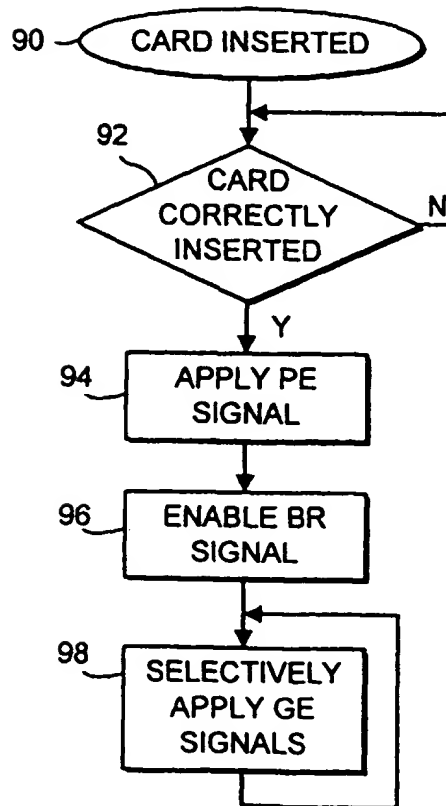 90
CARD INSERTED
92
CARD
CORRECTLY
INSERTED
N
Y
94
APPLY PE
SIGNAL
96
ENABLE BR
SIGNAL
98
SELECTIVELY
APPLY GE
SIGNALS